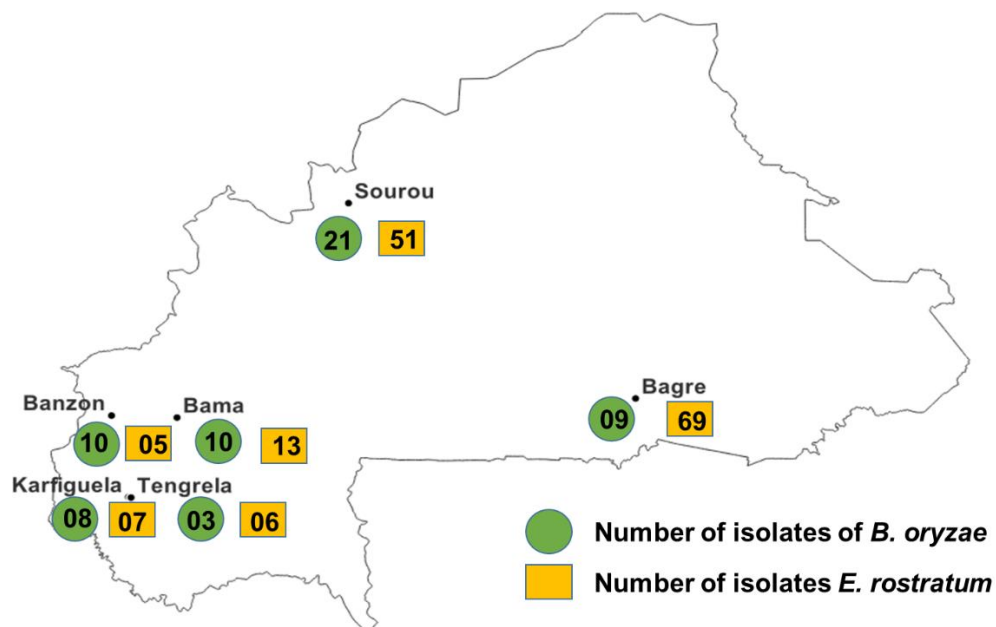 Sourou
21 51
Bagre
09 69
Banzon Bama
10 05 10 13
Karfiguela Tengrela
08 07 03 06
Number of isolates of B. oryzae
Number of isolates E. rostratum